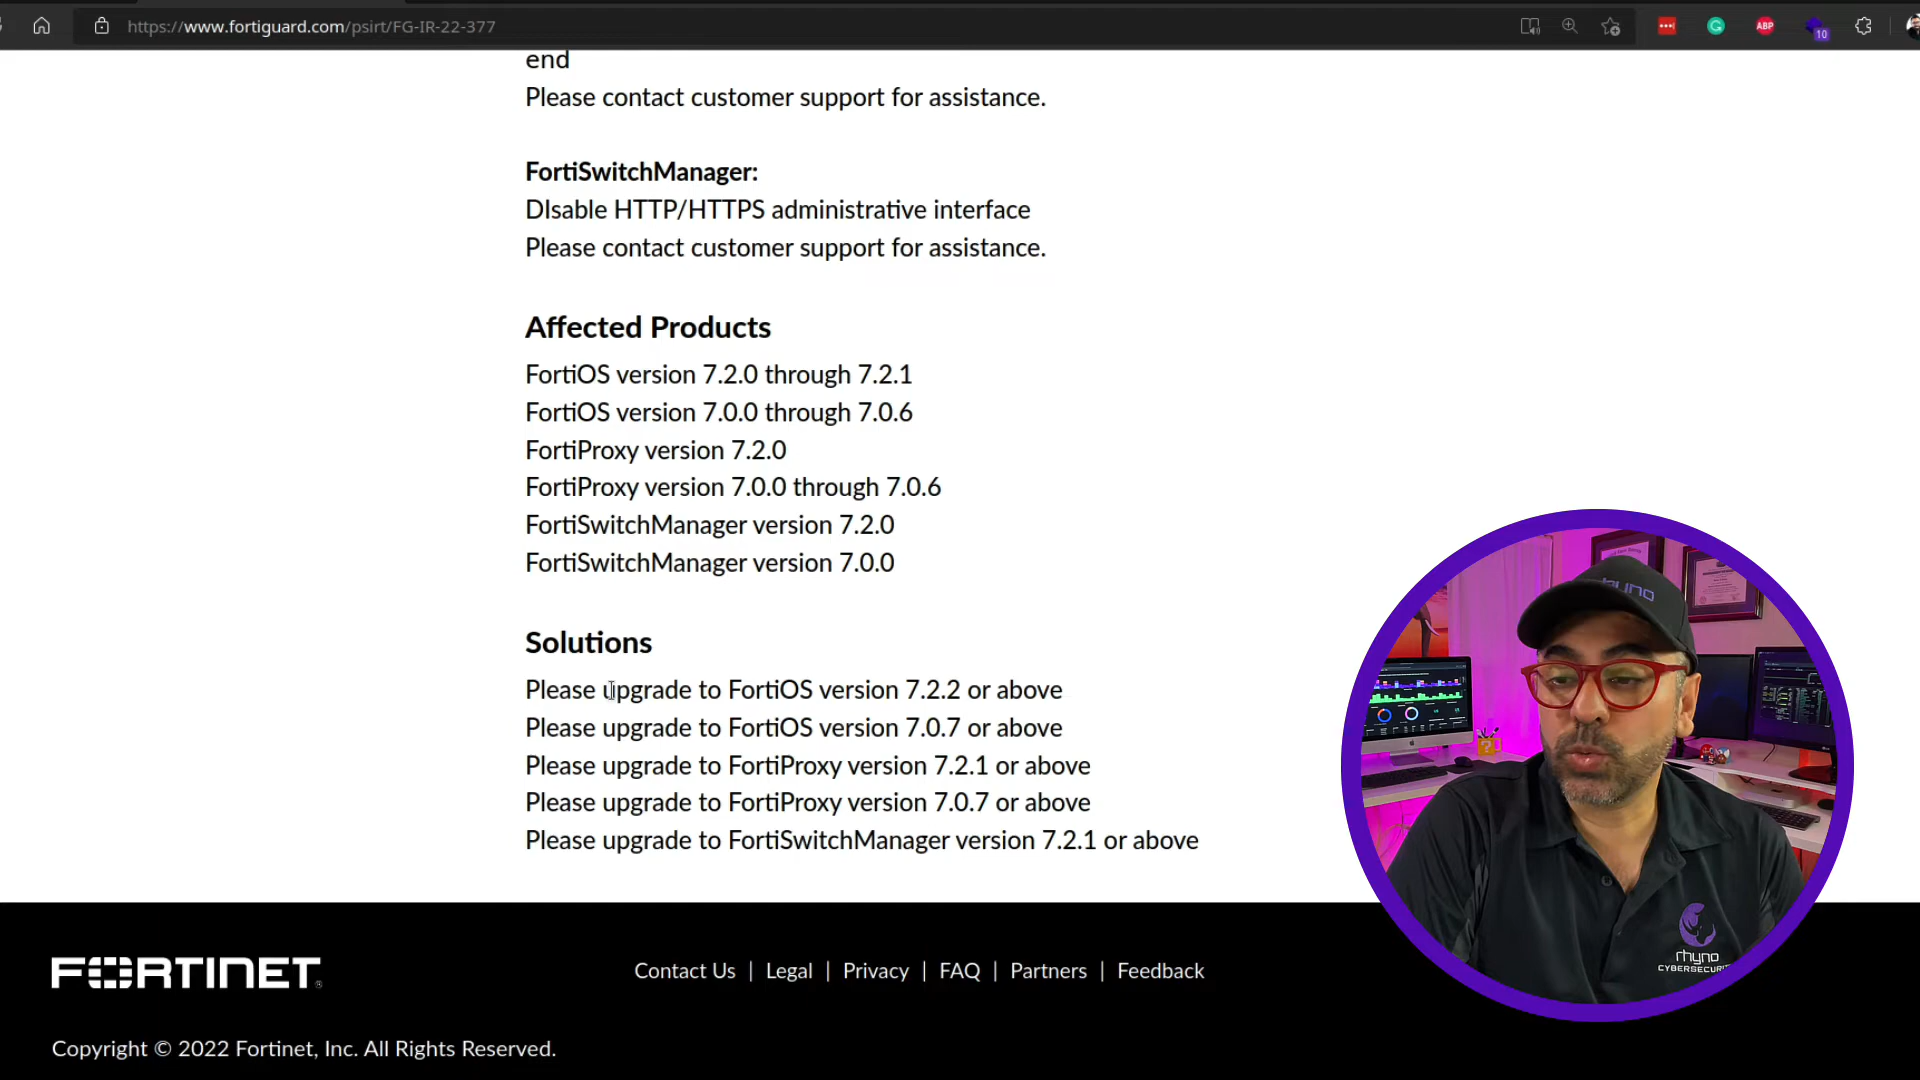 https://www.fortiguard.com/psirt/FG-IR-22-377
ABP
10
end
Please contact customer support for assistance.
FortiSwitchManager:
DIsable HTTP/HTTPS administrative interface
Please contact customer support for assistance.
Affected Products
FortiOS version 7.2.0 through 7.2.1
FortiOS version 7.0.0 through 7.0.6
FortiProxy version 7.2.0
FortiProxy version 7.0.0 through 7.0.6
FortiSwitchManager version 7.2.0
FortiSwitchManager version 7.0.0
Solutions
Please upgrade to FortiOS version 7.2.2 or above
Please upgrade to FortiOS version 7.0.7 or above
Please upgrade to FortiProxy version 7.2.1 or above
Please upgrade to FortiProxy version 7.0.7 or above
Please upgrade to FortiSwitchManager version 7.2.1 or above
rhyno
rhyno
CYBERSECURIT
FORTINET
Contact Us | Legal | Privacy | FAQ | Partners | Feedback
Copyright © 2022 Fortinet, Inc. All Rights Reserved.